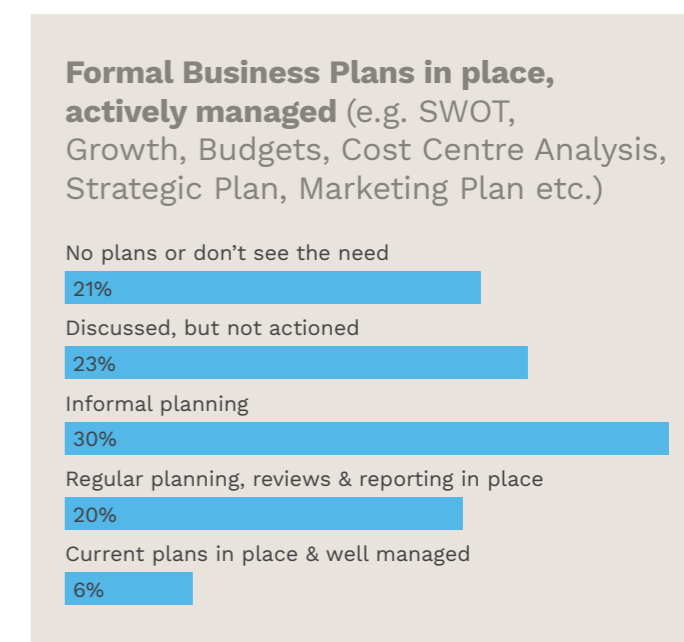 Formal Business Plans in place,
actively managed (e.g. SWOT,
Growth, Budgets, Cost Centre Analysis,
Strategic Plan, Marketing Plan etc.)
No plans or don’t see the need
21%
Discussed, but not actioned
23%
Informal planning
30%
Regular planning, reviews & reporting in place
20%
Current plans in place & well managed
6%